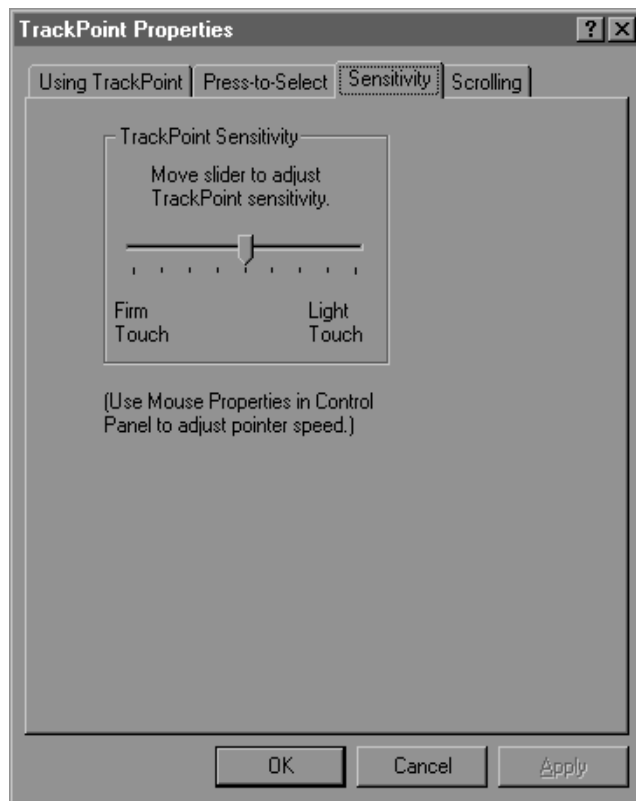 TrackPoint Properties
Using TrackPoint Press-to-Select Sensitivity Scrolling
TrackPoint Sensitivity
Move slider to adjust
TrackPoint sensitivity.
Firm Light
Touch Touch
(Use Mouse Properties in Control
Panel to adjust pointer speed.)
OK Cancel Apply